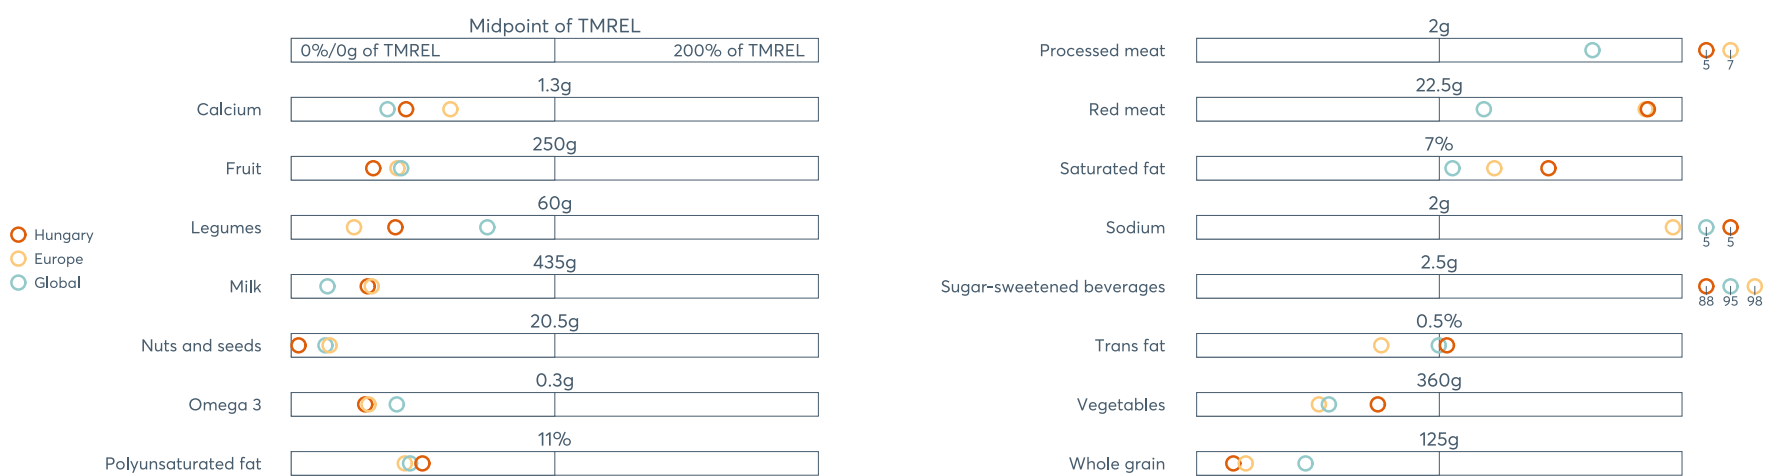 Midpoint of TMREL
0%/0g of TMREL 200% of TMREL
1.3g
Calcium
250g
Fruit
60g
Legumes
435g
Milk
20.5g
Nuts and seeds
0.3g
Omega 3
11%
Polyunsaturated fat
Hungary
Europe
Global
2g
Processed meat
5 7
22.5g
Red meat
7%
Saturated fat
2g
Sodium
5 5
2.5g
Sugar-sweetened beverages
88 95 98
0.5%
Trans fat
360g
Vegetables
125g
Whole grain